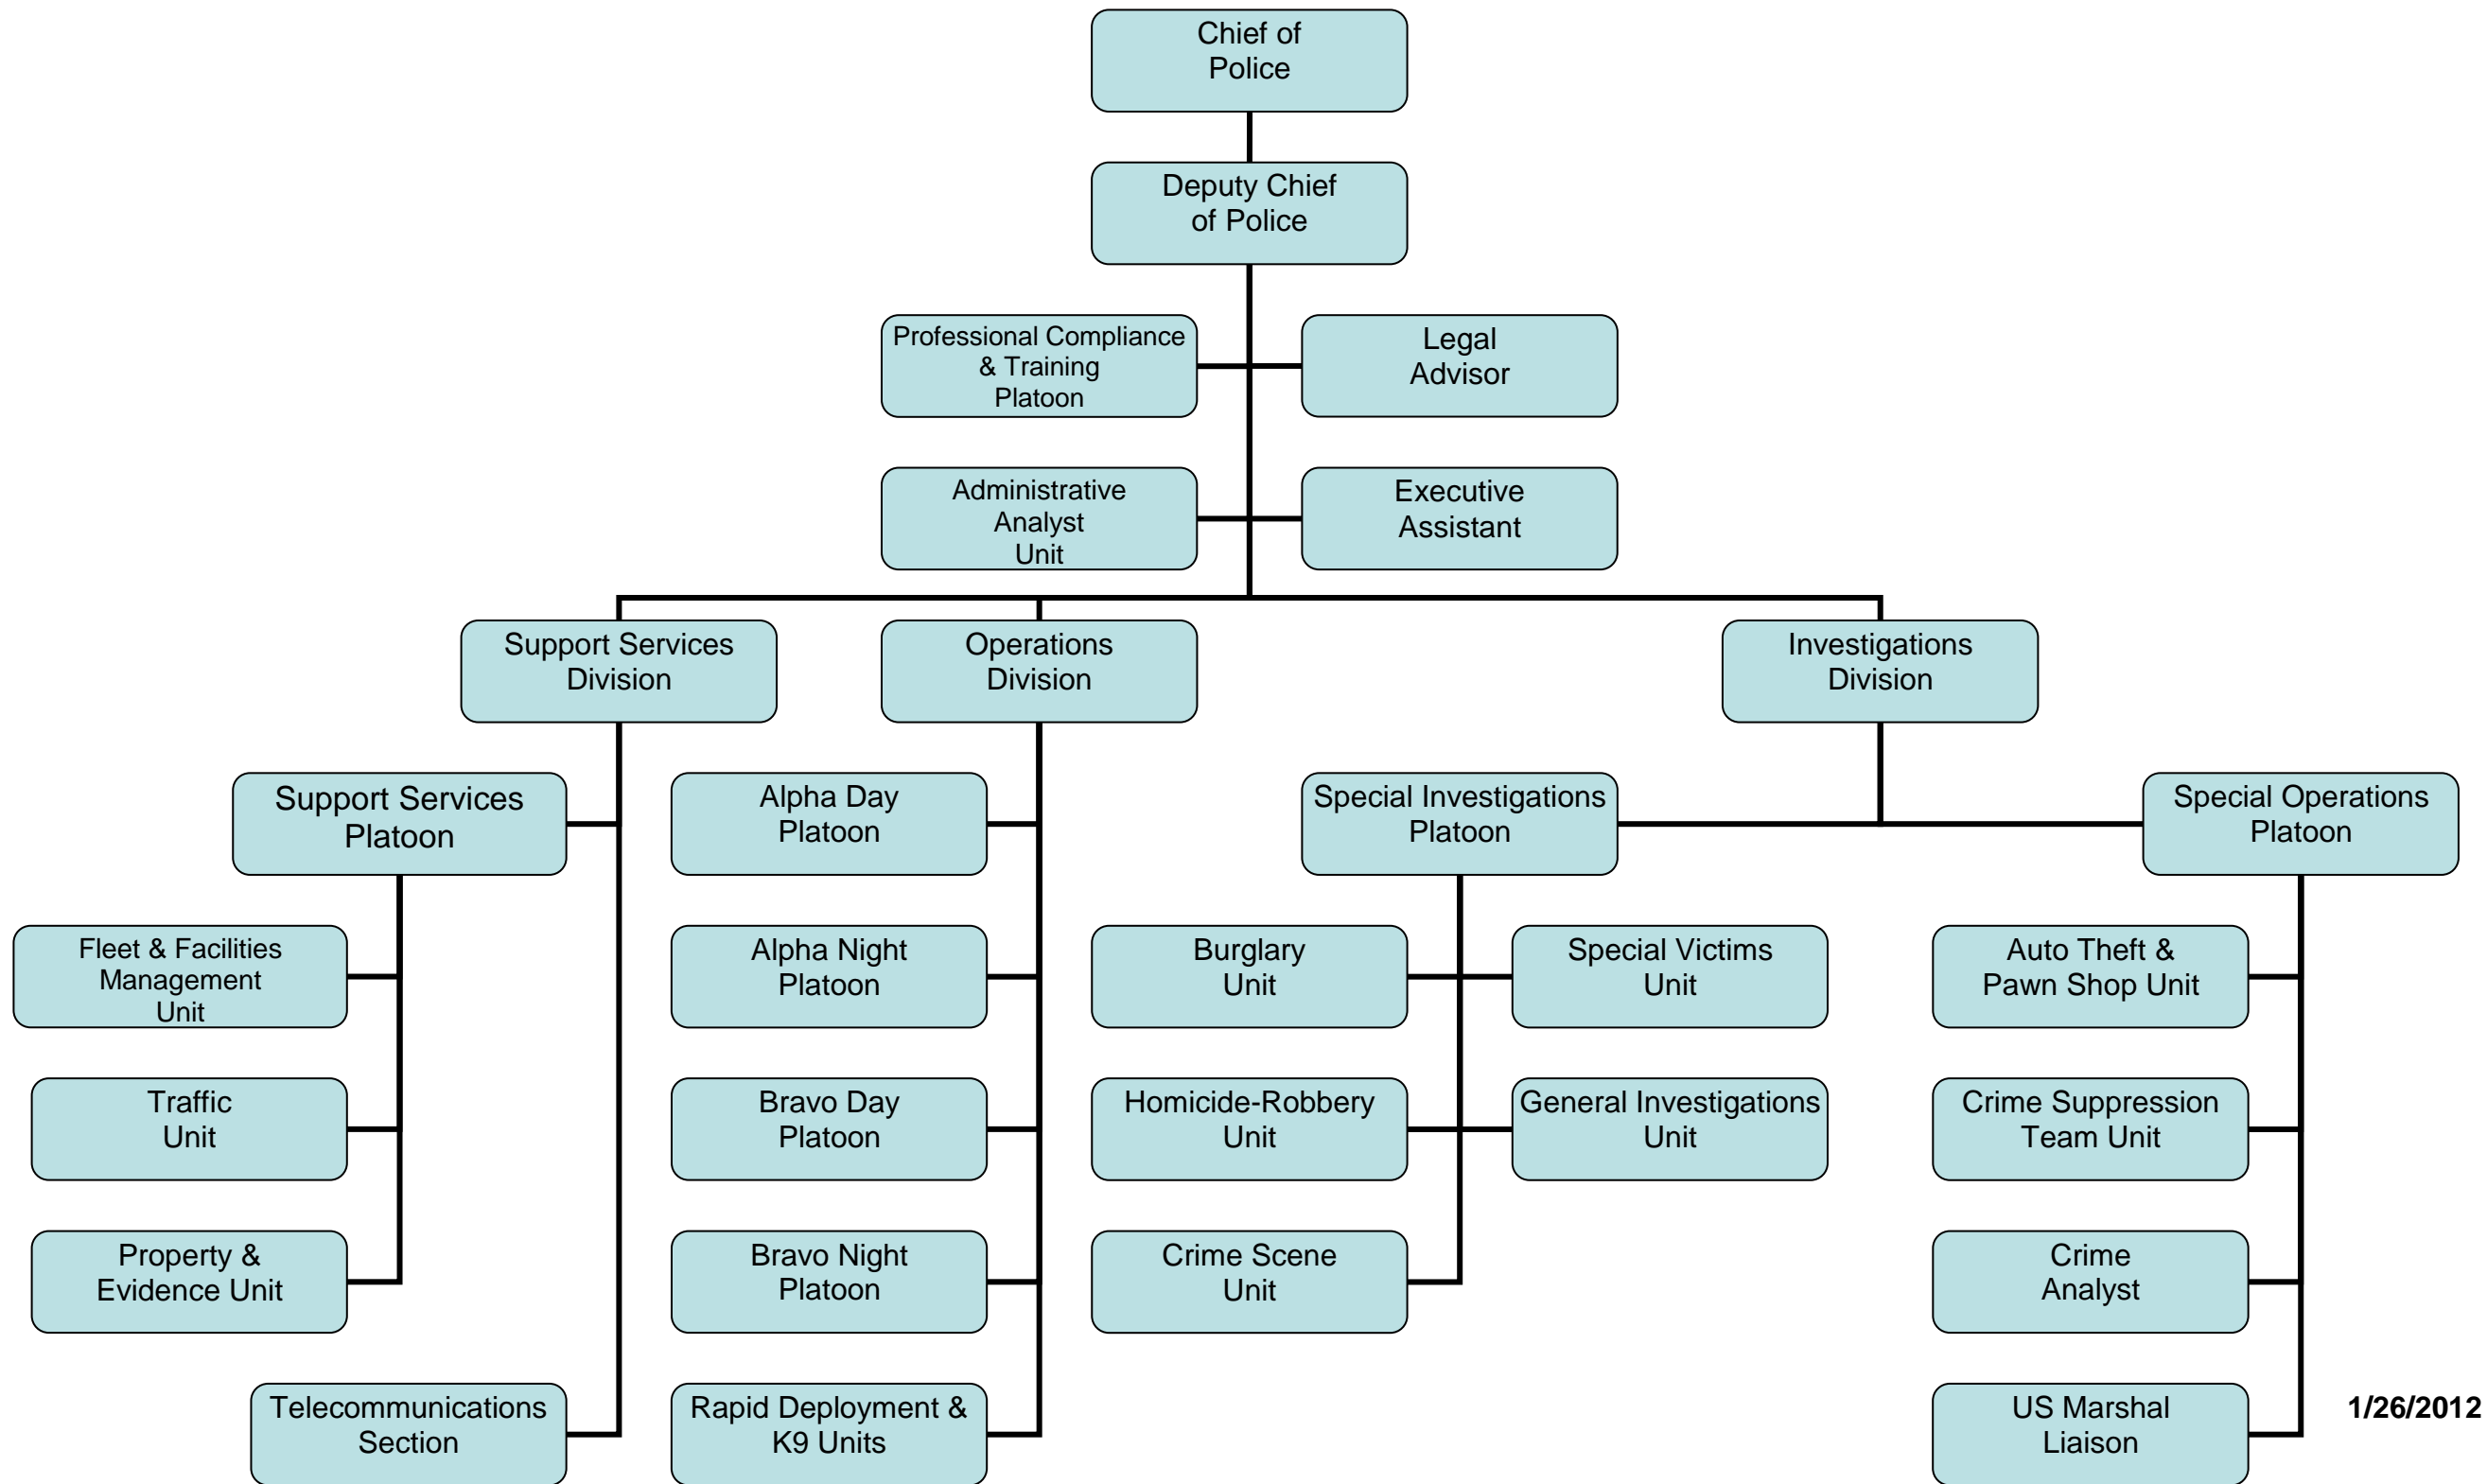 Chief of
Police
Deputy Chief
of Police
Professional Compliance
& Training
Platoon
Legal
Advisor
Administrative
Analyst
Unit
Executive
Assistant
Support Services
Division
Operations
Division
Investigations
Division
Support Services
Platoon
Alpha Day
Platoon
Special Investigations
Platoon
Special Operations
Platoon
Fleet & Facilities
Management
Unit
Alpha Night
Platoon
Burglary
Unit
Special Victims
Unit
Auto Theft &
Pawn Shop Unit
Traffic
Unit
Bravo Day
Platoon
Homicide-Robbery
Unit
General Investigations
Unit
Crime Suppression
Team Unit
Property &
Evidence Unit
Bravo Night
Platoon
Crime Scene
Unit
Crime
Analyst
Telecommunications
Section
Rapid Deployment &
K9 Units
US Marshal
Liaison
1/26/2012